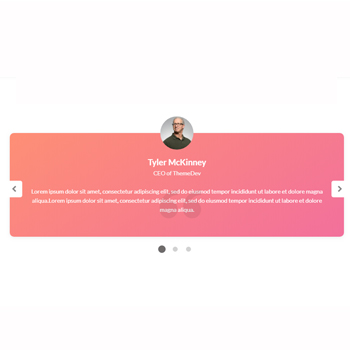 Tyler McKinney
CEO of ThemeDev
Lorem ipsum dolor sit amet, consectetur adipiscing elit, sed do eiusmod tempor incididunt ut labore et dolore magna
aliqua.Lorem ipsum dolor sit amet, consectetur adipiscing elit, sed do eiusmod tempor incididunt ut labore et dolore
magna aliqua.